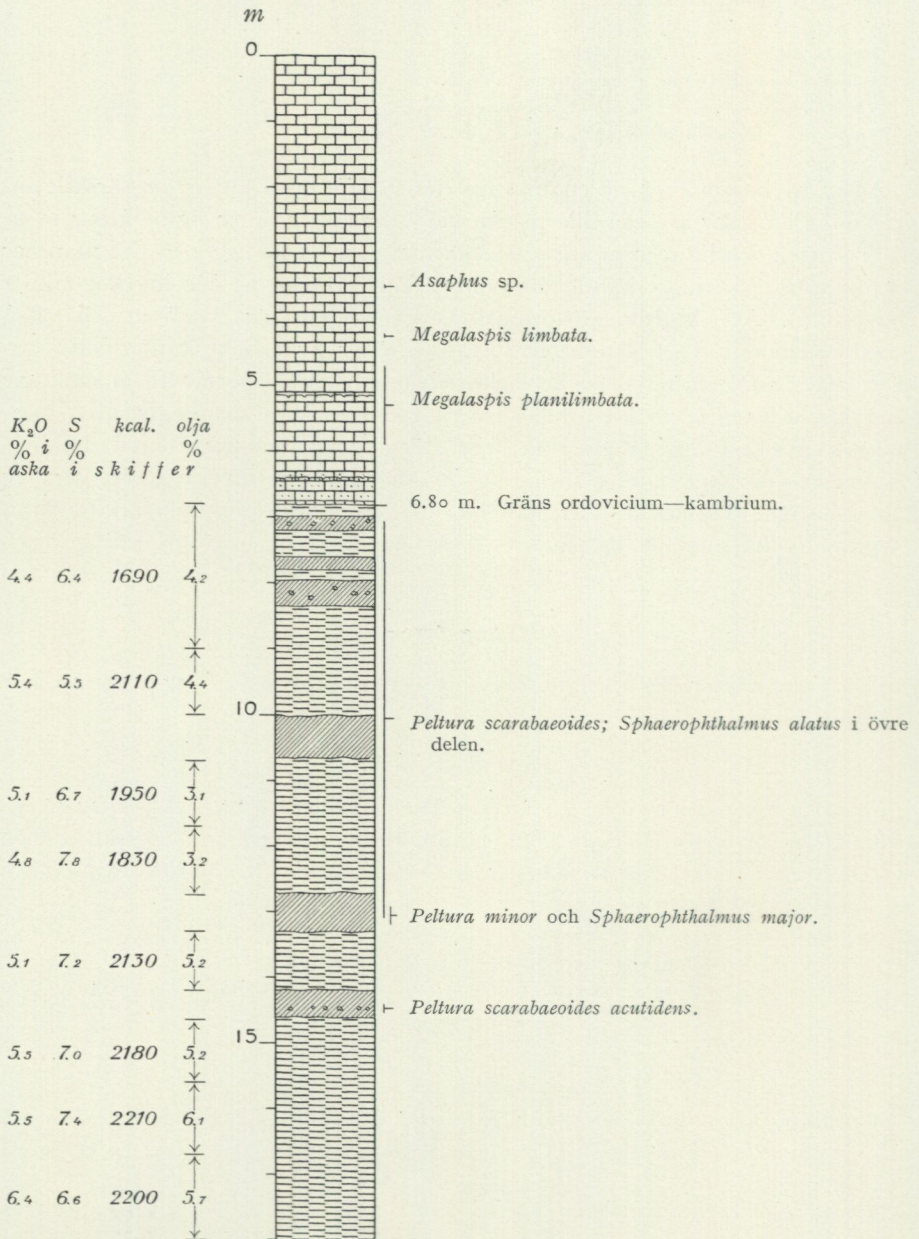 m
0
Asaphus sp.
Megalaspis limbata.
5
Megalaspis planilimbata.
K₂O S kcal. olja
% i % %
aska i skiffer
6.80 m. Gräns ordovicium—kambrium.
4.4 6.4 1690 4.2
5.4 5.5 2110 4.4
10
Peltura scarabaeoides; Sphaerophthalmus alatus i övre
delen.
5.1 6.7 1950 3.1
4.8 7.8 1830 3.2
Peltura minor och Sphaerophthalmus major.
5.1 7.2 2130 5.2
Peltura scarabaeoides acutidens.
15
5.5 7.0 2180 5.2
5.5 7.4 2210 6.1
6.4 6.6 2200 5.7